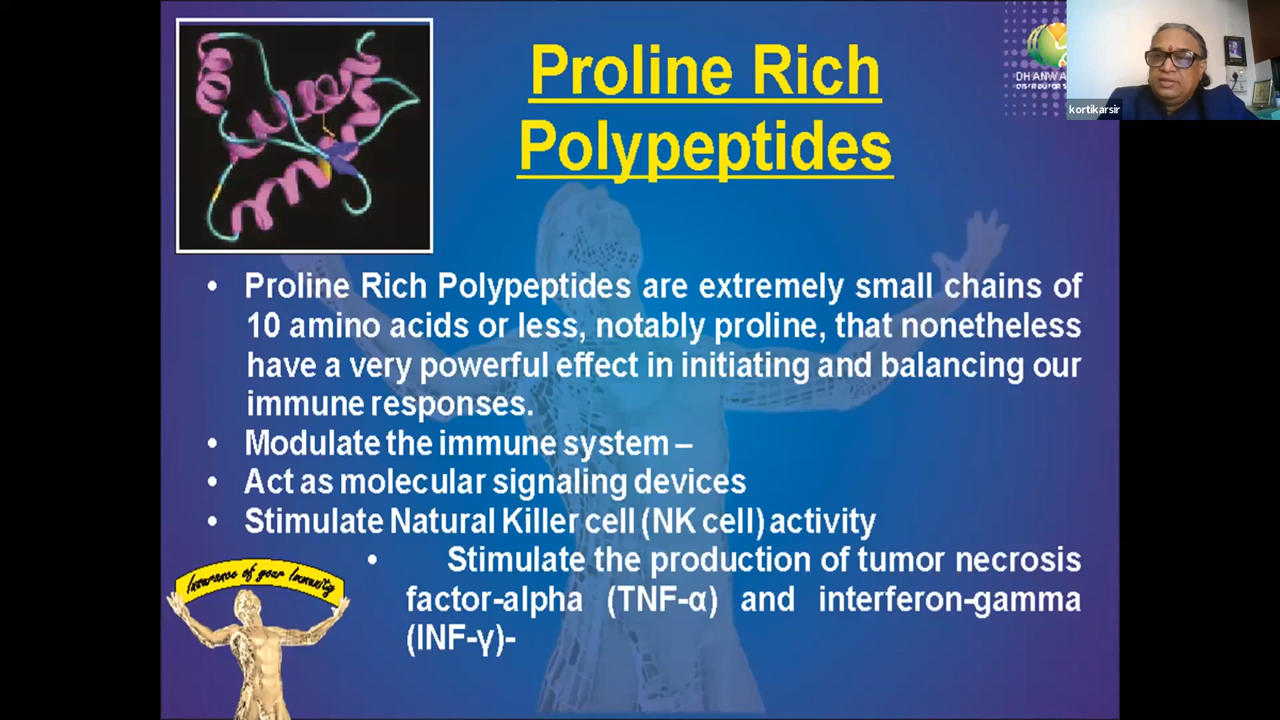 Proline Rich
Polypeptides
DHANWA
DISTRIBUTORS
kortikarsir
• Proline Rich Polypeptides are extremely small chains of
10 amino acids or less, notably proline, that nonetheless
have a very powerful effect in initiating and balancing our
immune responses.
• Modulate the immune system –
• Act as molecular signaling devices
• Stimulate Natural Killer cell (NK cell) activity
• Stimulate the production of tumor necrosis
factor-alpha (TNF-α) and interferon-gamma
(INF-γ)-
Insurance of your Immunity